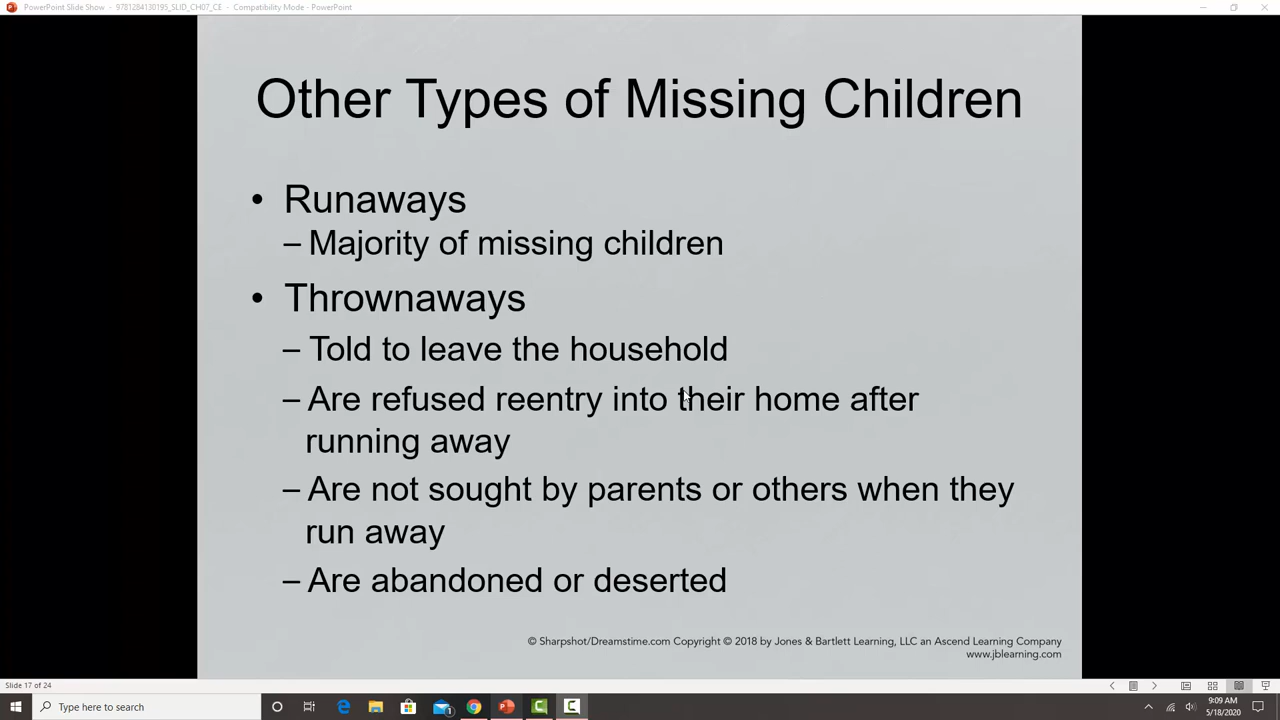 PowerPoint Slide Show - 9781284130195_SLID_CH07_CE - Compatibility Mode - PowerPoint
Other Types of Missing Children
• Runaways
– Majority of missing children
• Thrownaways
– Told to leave the household
– Are refused reentry into their home after
running away
– Are not sought by parents or others when they
run away
– Are abandoned or deserted
© Sharpshot/Dreamstime.com Copyright © 2018 by Jones & Bartlett Learning, LLC an Ascend Learning Company
www.jblearning.com
Slide 17 of 24
Type here to search
9:09 AM
5/18/2020